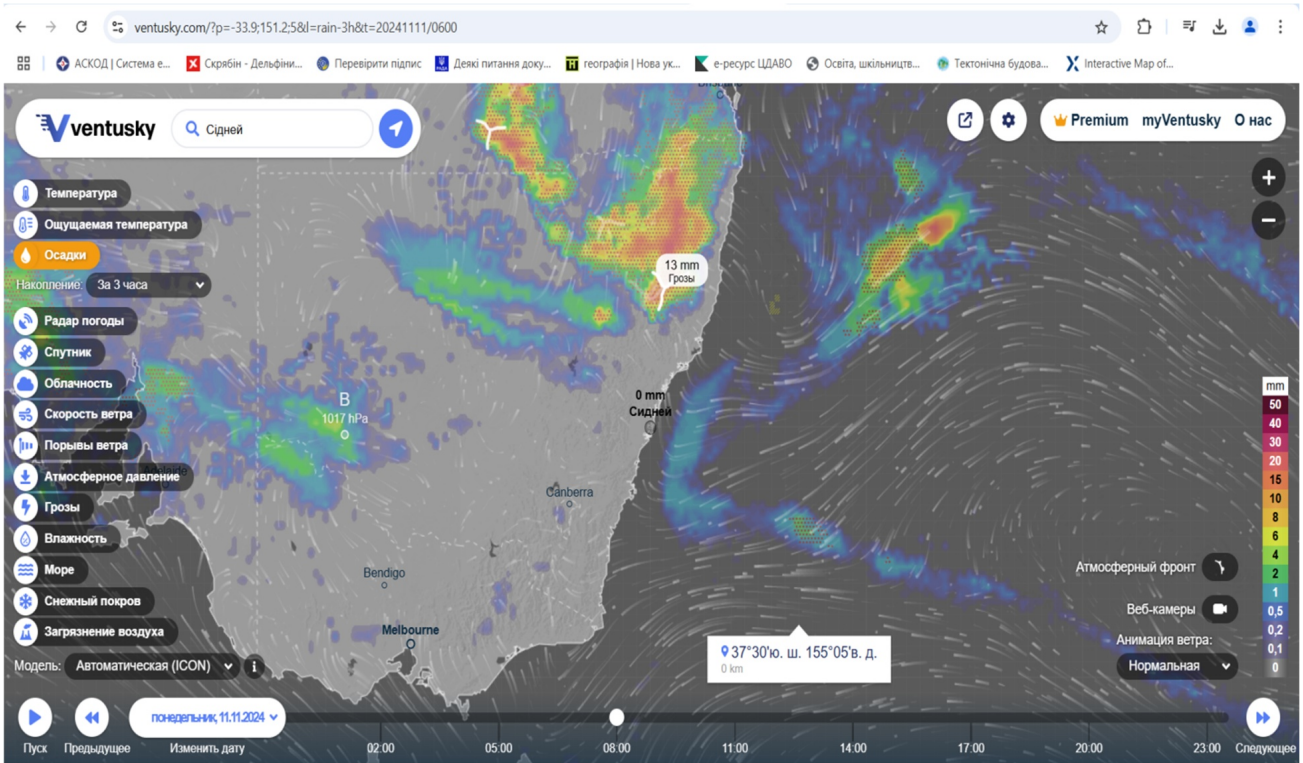 ventusky.com/?p=-33.9;151.2;5&l=rain-3h&t=20241111/0600
АСКОД | Система е...
Скрябін - Дельфіни...
Перевірити підпис
Деякі питання доку...
географія | Нова ук...
е-ресурс ЦДАВО
Освіта, шкільництв...
Тектонічна будова...
Interactive Map of...
ventusky
Сідней
Premium
myVentusky
О нас
Температура
Ощущаемая температура
Осадки
Накопление:
За 3 часа
Радар погоды
Спутник
Облачность
Скорость ветра
Порывы ветра
Атмосферное давление
Грозы
Влажность
Море
Снежный покров
Загрязнение воздуха
Модель:
Автоматическая (ICON)
13 mm
Грозы
0 mm
Сидней
В
1017 hPa
Adelaide
Canberra
Bendigo
Melbourne
37°30'ю. ш. 155°05'в. д.
0 km
mm
50
40
30
20
15
10
8
6
4
2
1
0,5
0,2
0,1
0
Атмосферный фронт
Веб-камеры
Анимация ветра:
Нормальная
Пуск
Предыдущее
понедельник, 11.11.2024
Изменить дату
02:00
05:00
08:00
11:00
14:00
17:00
20:00
23:00
Следующее